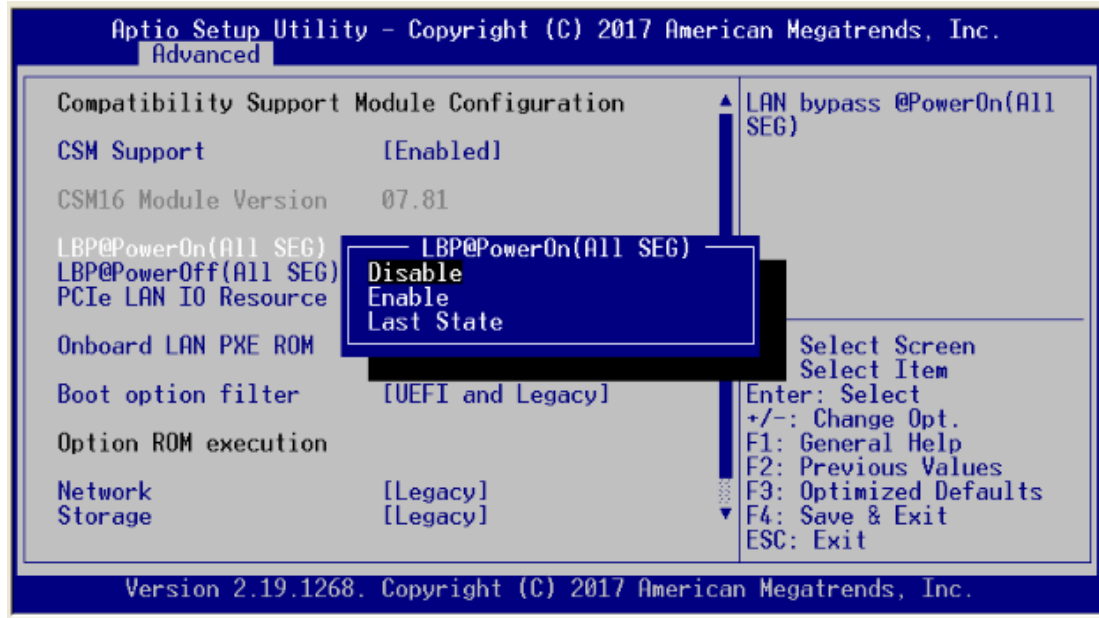 Aptio Setup Utility - Copyright (C) 2017 American Megatrends, Inc.
Advanced
Compatibility Support Module Configuration
CSM Support [Enabled]
CSM16 Module Version 07.81
LBP@PowerOn(All SEG)
LBP@PowerOff(All SEG)
PCIe LAN IO Resource
Onboard LAN PXE ROM
Boot option filter [UEFI and Legacy]
Option ROM execution
Network [Legacy]
Storage [Legacy]
LBP@PowerOn(All SEG)
Disable
Enable
Last State
LAN bypass @PowerOn(All
SEG)
Select Screen
Select Item
Enter: Select
+/-: Change Opt.
F1: General Help
F2: Previous Values
F3: Optimized Defaults
F4: Save & Exit
ESC: Exit
Version 2.19.1268. Copyright (C) 2017 American Megatrends, Inc.